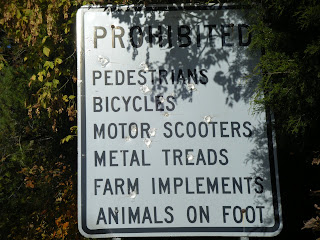 PROHIBITED
PEDESTRIANS
BICYCLES
MOTOR SCOOTERS
METAL TREADS
FARM IMPLEMENTS
ANIMALS ON FOOT